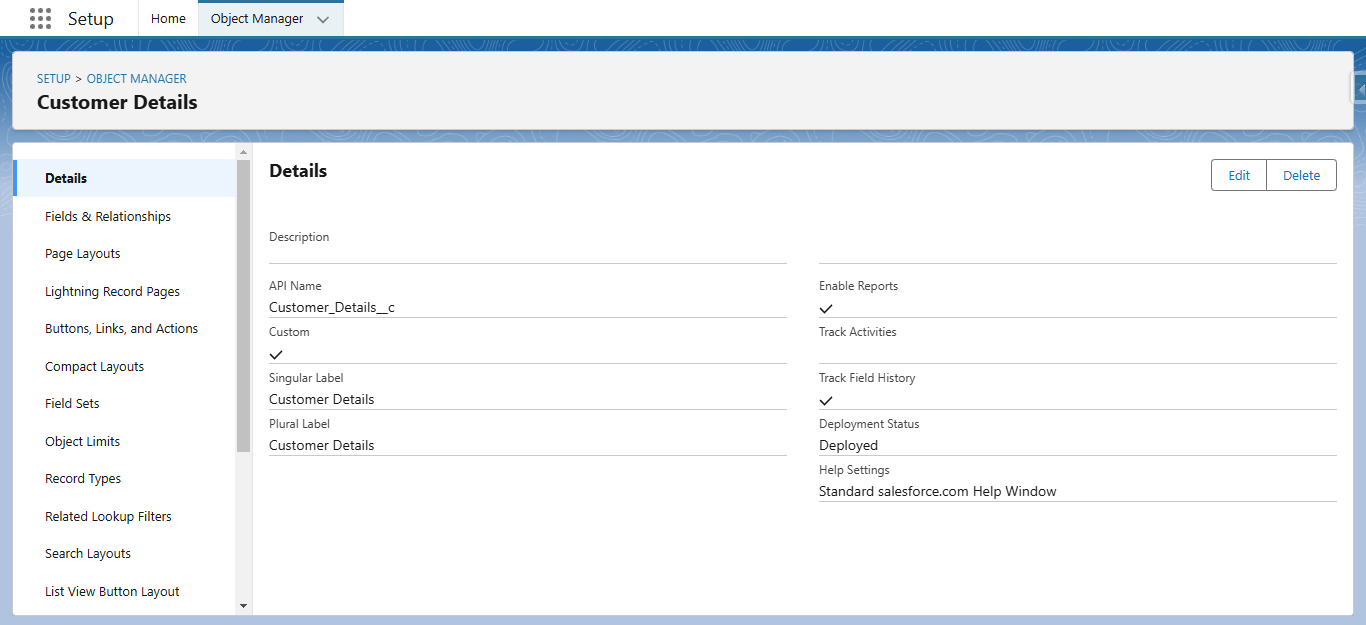 Setup Home Object Manager
SETUP > OBJECT MANAGER
Customer Details
Details
Fields & Relationships
Page Layouts
Lightning Record Pages
Buttons, Links, and Actions
Compact Layouts
Field Sets
Object Limits
Record Types
Related Lookup Filters
Search Layouts
List View Button Layout
Details
Edit Delete
Description
API Name
Customer_Details__c
Custom
Singular Label
Customer Details
Plural Label
Customer Details
Enable Reports
Track Activities
Track Field History
Deployment Status
Deployed
Help Settings
Standard salesforce.com Help Window